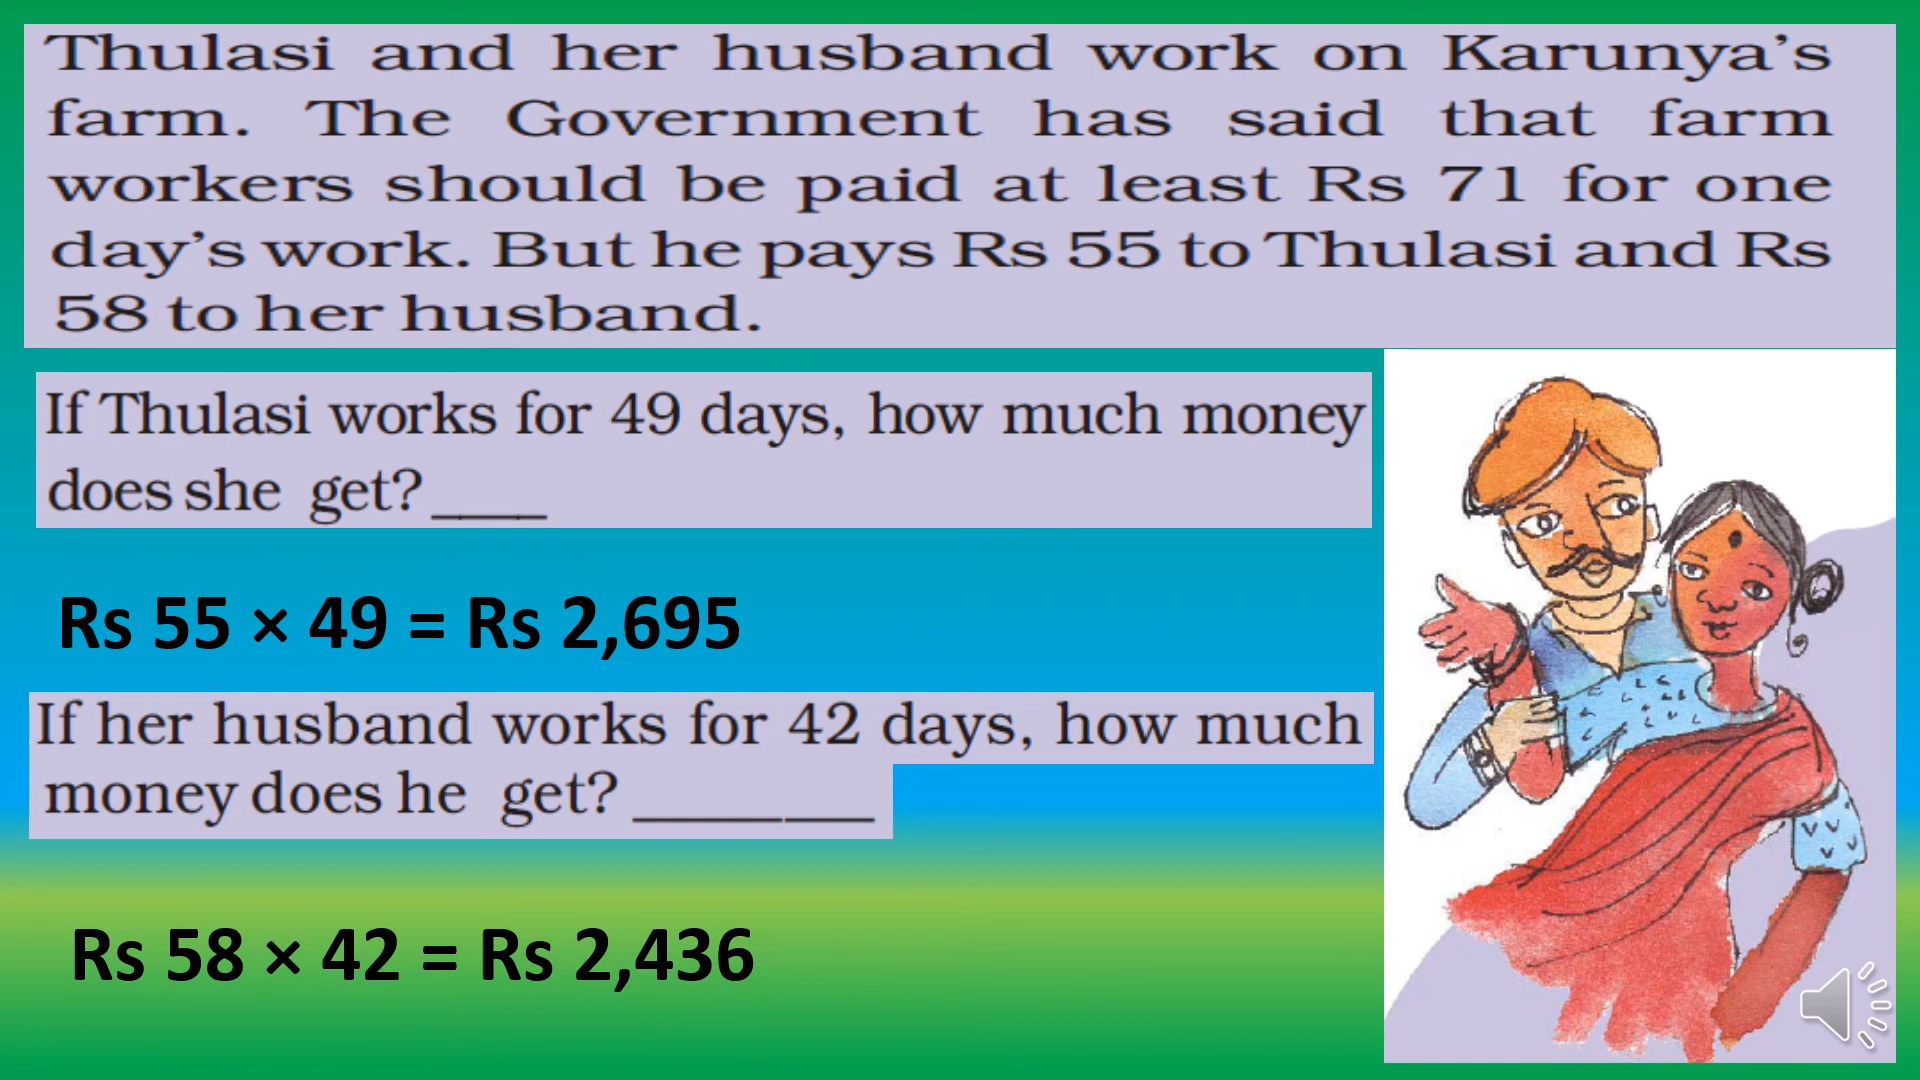 Thulasi and her husband work on Karunya’s
farm. The Government has said that farm
workers should be paid at least Rs 71 for one
day’s work. But he pays Rs 55 to Thulasi and Rs
58 to her husband.
If Thulasi works for 49 days, how much money
does she get? ____
Rs 55 × 49 = Rs 2,695
If her husband works for 42 days, how much
money does he get? ________
Rs 58 × 42 = Rs 2,436